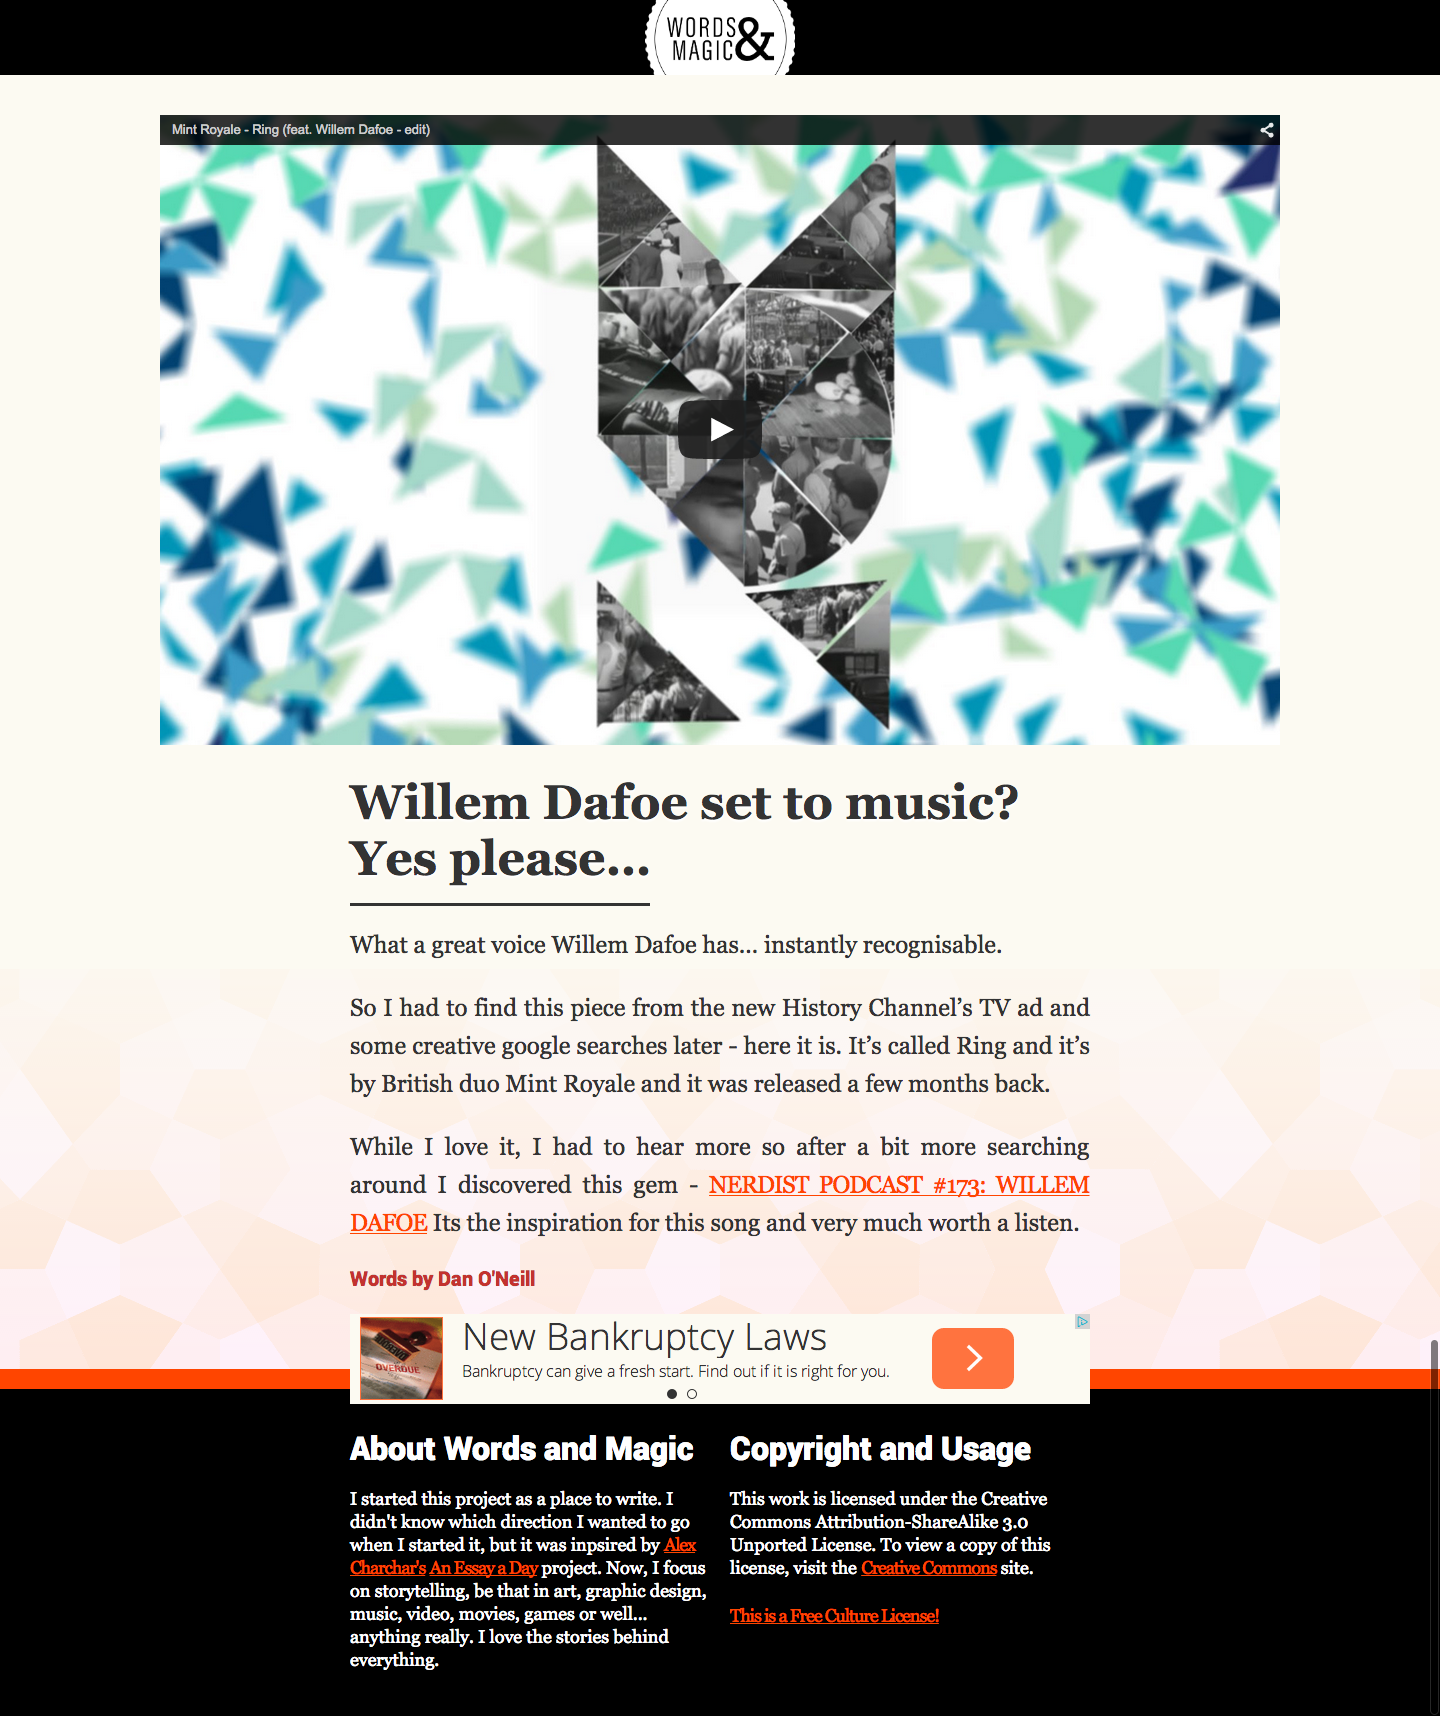 WORDS &
MAGIC
Mint Royale - Ring (feat. Willem Dafoe - edit)
Willem Dafoe set to music?
Yes please...
What a great voice Willem Dafoe has... instantly recognisable.
So I had to find this piece from the new History Channel’s TV ad and
some creative google searches later - here it is. It’s called Ring and it’s
by British duo Mint Royale and it was released a few months back.
While I love it, I had to hear more so after a bit more searching
around I discovered this gem - NERDIST PODCAST #173: WILLEM
DAFOE Its the inspiration for this song and very much worth a listen.
Words by Dan O'Neill
OVERDUE
New Bankruptcy Laws
Bankruptcy can give a fresh start. Find out if it is right for you.
About Words and Magic
I started this project as a place to write. I
didn't know which direction I wanted to go
when I started it, but it was inpsired by Alex
Charchar's An Essay a Day project. Now, I focus
on storytelling, be that in art, graphic design,
music, video, movies, games or well...
anything really. I love the stories behind
everything.
Copyright and Usage
This work is licensed under the Creative
Commons Attribution-ShareAlike 3.0
Unported License. To view a copy of this
license, visit the Creative Commons site.
This is a Free Culture License!